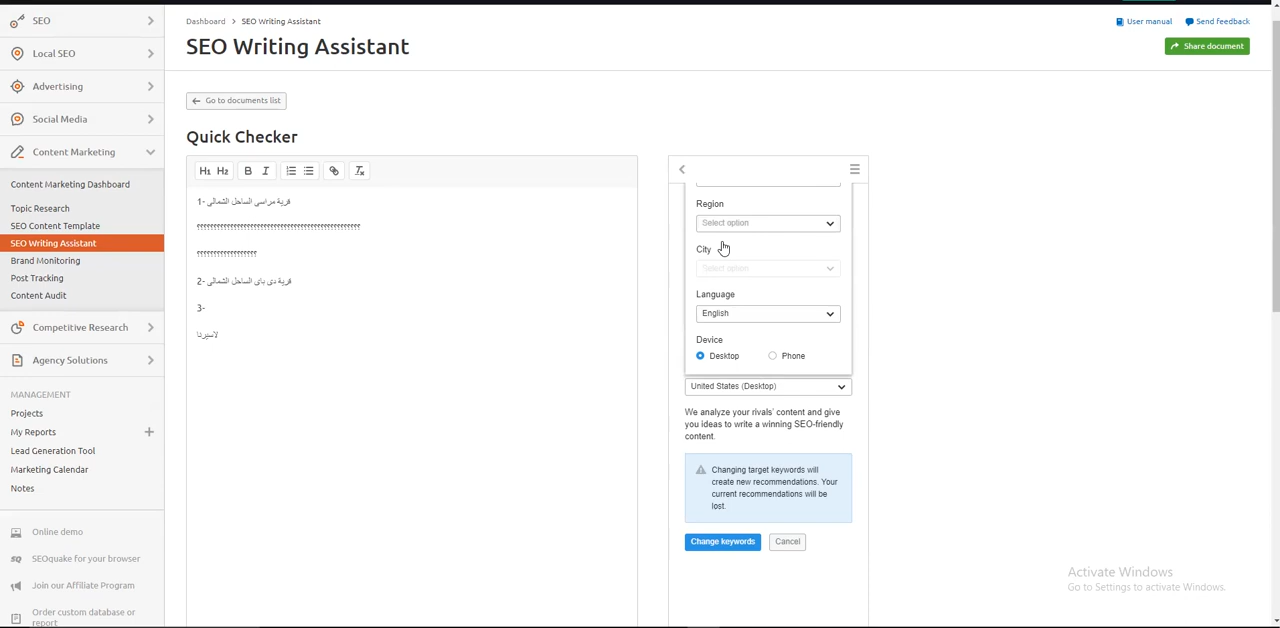 SEO
Local SEO
Advertising
Social Media
Content Marketing
Content Marketing Dashboard
Topic Research
SEO Content Template
SEO Writing Assistant
Brand Monitoring
Post Tracking
Content Audit
Competitive Research
Agency Solutions
MANAGEMENT
Projects
My Reports
Lead Generation Tool
Marketing Calendar
Notes
Online demo
SEOquake for your browser
Join our Affiliate Program
Order custom database or
report
Dashboard > SEO Writing Assistant
User manual
Send feedback
SEO Writing Assistant
Share document
Go to documents list
Quick Checker
H1 H2 B I
1- قرية مراسى الساحل الشمالى
؟؟؟؟؟؟؟؟؟؟؟؟؟؟؟؟؟؟؟؟؟؟؟؟؟؟؟؟؟؟؟؟؟؟؟؟؟؟؟؟؟؟؟؟؟؟؟؟
؟؟؟؟؟؟؟؟؟؟؟؟؟؟؟؟؟
2- قرية دى باى الساحل الشمالى
3-
لاسيردا
Region
Select option
City
Select option
Language
English
Device
Desktop
Phone
United States (Desktop)
We analyze your rivals' content and give
you ideas to write a winning SEO-friendly
content.
Changing target keywords will
create new recommendations. Your
current recommendations will be
lost.
Change keywords
Cancel
Activate Windows
Go to Settings to activate Windows.